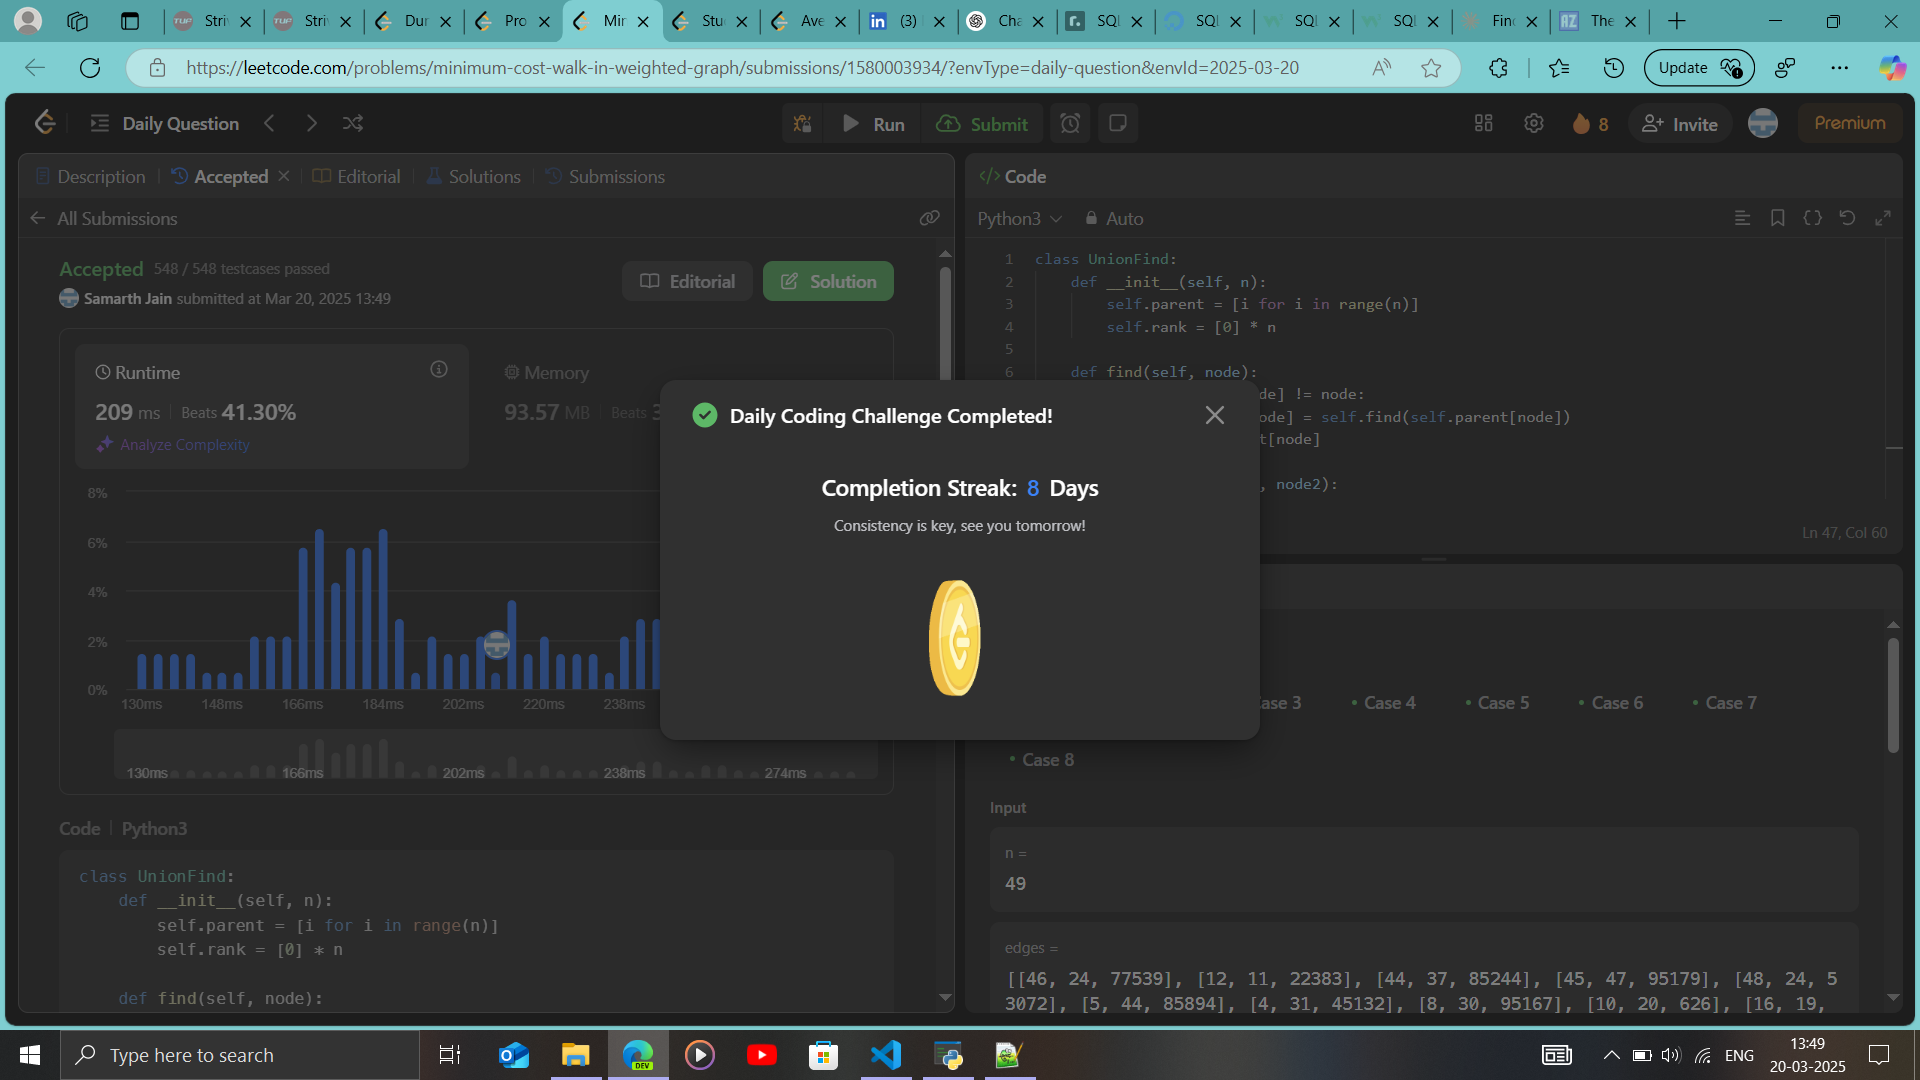 Striv
Striv
Dun
Pro
Min
Stud
Ave
(3)
Cha
SQL
SQL
SQL
SQL
Find
The
https://leetcode.com/problems/minimum-cost-walk-in-weighted-graph/submissions/1580003934/?envType=daily-question&envId=2025-03-20
Update
Daily Question
Run
Submit
8
Invite
Premium
Description
Accepted
Editorial
Solutions
Submissions
All Submissions
Accepted 548 / 548 testcases passed
Samarth Jain submitted at Mar 20, 2025 13:49
Editorial
Solution
Runtime
209 ms Beats 41.30%
Analyze Complexity
Memory
93.57 MB Beats 3
8%
6%
4%
2%
0%
130ms 148ms 166ms 184ms 202ms 220ms 238ms
130ms 166ms 202ms 238ms 274ms
Code Python3
class UnionFind:
def __init__(self, n):
self.parent = [i for i in range(n)]
self.rank = [0] * n
def find(self, node):
Daily Coding Challenge Completed!
Completion Streak: 8 Days
Consistency is key, see you tomorrow!
</> Code
Python3
Auto
1 class UnionFind:
2 def __init__(self, n):
3 self.parent = [i for i in range(n)]
4 self.rank = [0] * n
5
6 def find(self, node):
de] != node:
ode] = self.find(self.parent[node])
t[node]
, node2):
Ln 47, Col 60
ase 3
Case 4
Case 5
Case 6
Case 7
Case 8
Input
n =
49
edges =
[[46, 24, 77539], [12, 11, 22383], [44, 37, 85244], [45, 47, 95179], [48, 24, 5
3072], [5, 44, 85894], [4, 31, 45132], [8, 30, 95167], [10, 20, 626], [16, 19,
Type here to search
DEV
ENG
13:49
20-03-2025